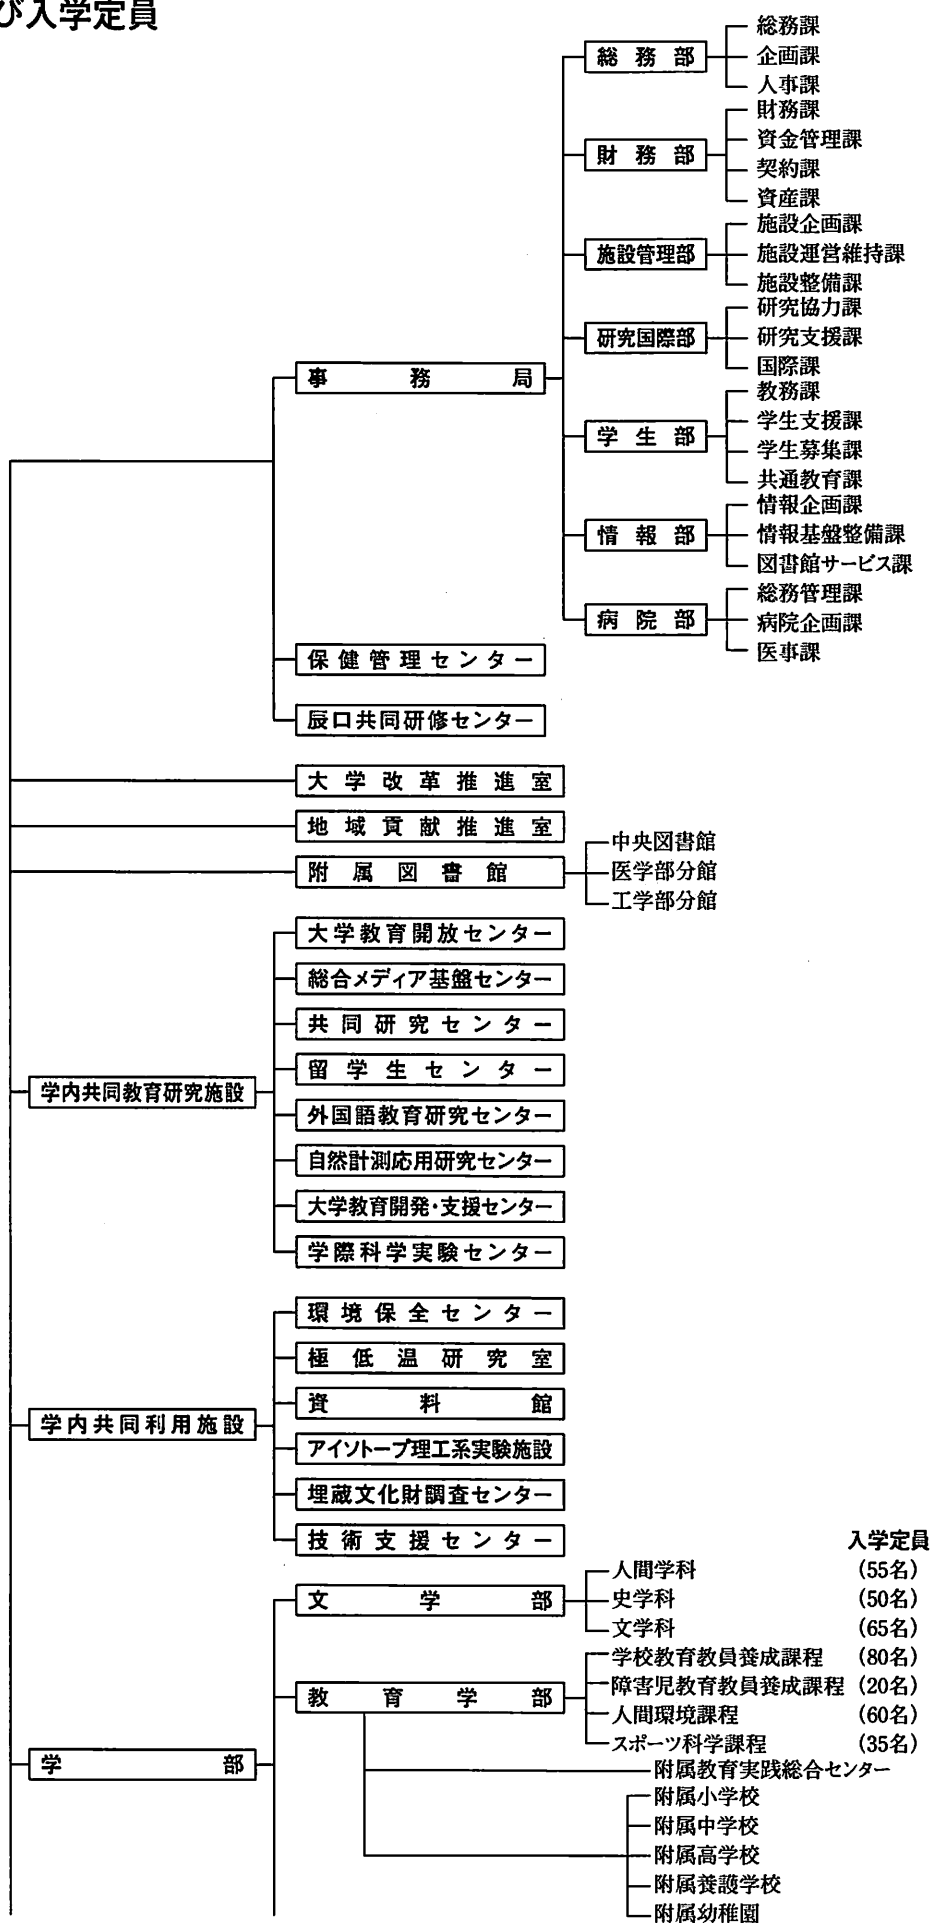 び入学定員
総務部
総務課
企画課
人事課
財務部
財務課
資金管理課
契約課
資産課
施設管理部
施設企画課
施設運営維持課
施設整備課
研究国際部
研究協力課
研究支援課
国際課
事務局
学生部
教務課
学生支援課
学生募集課
共通教育課
情報部
情報企画課
情報基盤整備課
図書館サービス課
病院部
総務管理課
病院企画課
医事課
保健管理センター
辰口共同研修センター
大学改革推進室
地域貢献推進室
附属図書館
中央図書館
医学部分館
工学部分館
学内共同教育研究施設
大学教育開放センター
総合メディア基盤センター
共同研究センター
留学生センター
外国語教育研究センター
自然計測応用研究センター
大学教育開発・支援センター
学際科学実験センター
学内共同利用施設
環境保全センター
極低温研究室
資料館
アイソトープ理工系実験施設
埋蔵文化財調査センター
技術支援センター
入学定員
学部
文学部
人間学科 (55名)
史学科 (50名)
文学科 (65名)
教育学部
学校教育教員養成課程 (80名)
障害児教育教員養成課程 (20名)
人間環境課程 (60名)
スポーツ科学課程 (35名)
附属教育実践総合センター
附属小学校
附属中学校
附属高学校
附属養護学校
附属幼稚園